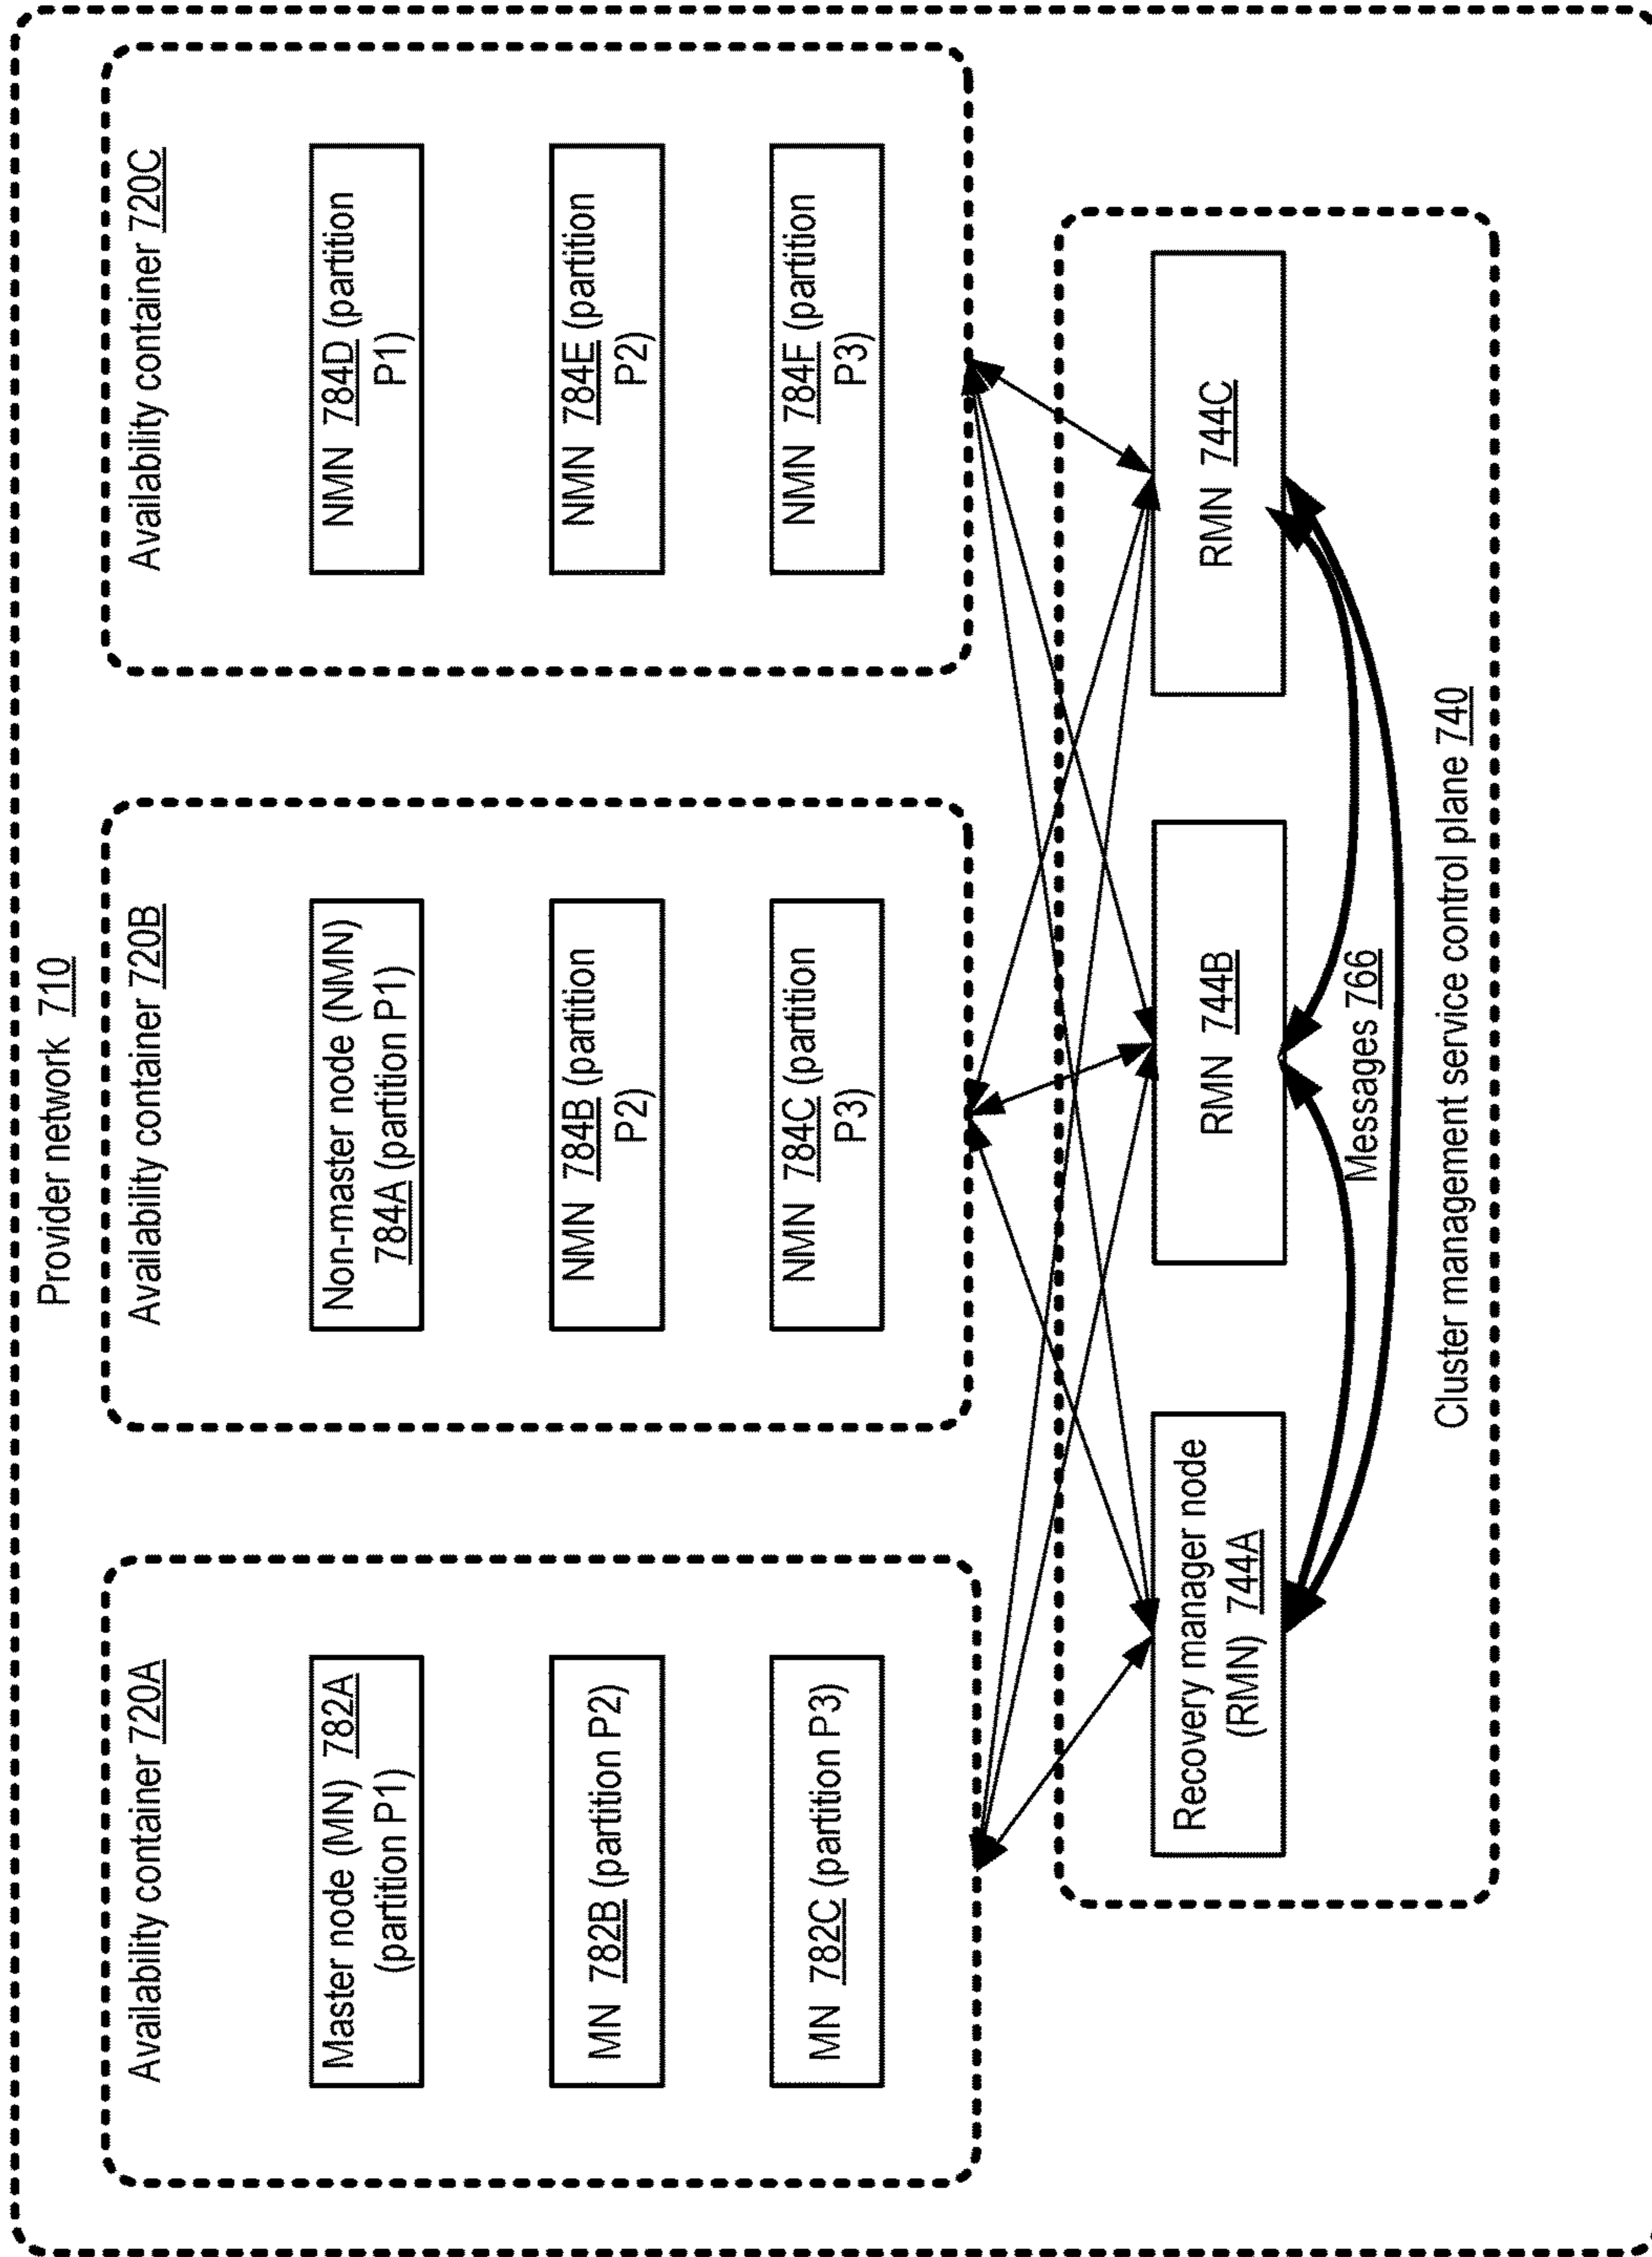 Provider network 710
Availability container 720A
Master node (MN) 782A
(partition P1)
MN 782B (partition P2)
MN 782C (partition P3)
Availability container 720B
Non-master node (NMN)
784A (partition P1)
NMN 784B (partition
P2)
NMN 784C (partition
P3)
Availability container 720C
NMN 784D (partition
P1)
NMN 784E (partition
P2)
NMN 784F (partition
P3)
Recovery manager node
(RMN) 744A
RMN 744B
RMN 744C
Messages 766
Cluster management service control plane 740